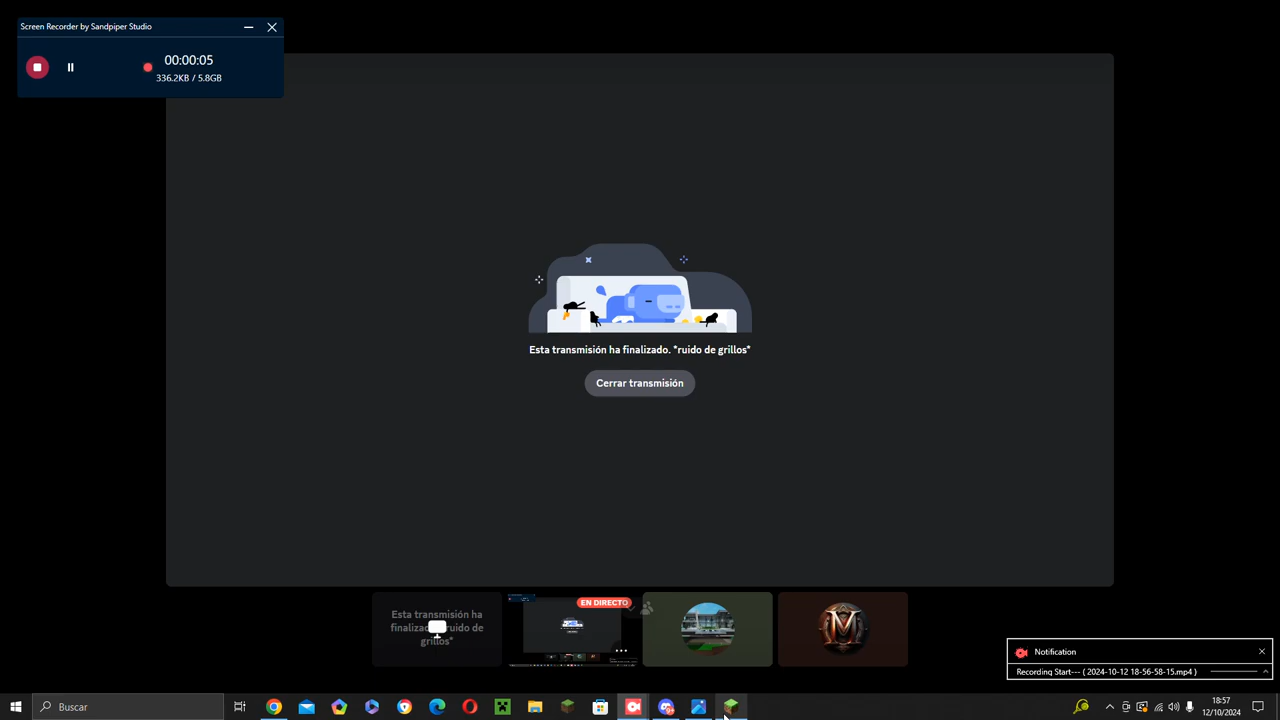 Screen Recorder by Sandpiper Studio
00:00:05
336.2KB / 5.8GB
Esta transmisión ha finalizado. *ruido de grillos*
Cerrar transmisión
Esta transmisión ha
finalizado. *ruido de
grillos*
EN DIRECTO
Notification
Recording Start--- ( 2024-10-12 18-56-58-15.mp4 )
Buscar
18:57
12/10/2024